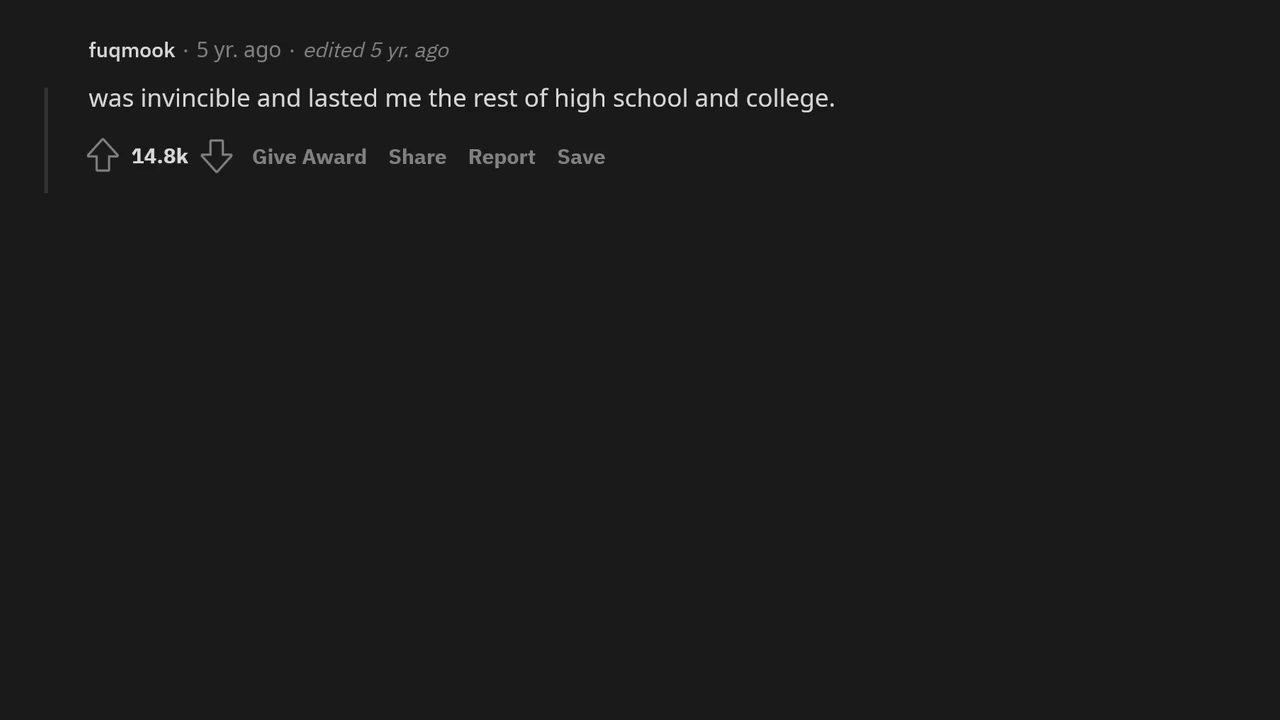 fuqmook · 5 yr. ago · edited 5 yr. ago
was invincible and lasted me the rest of high school and college.
14.8k Give Award Share Report Save